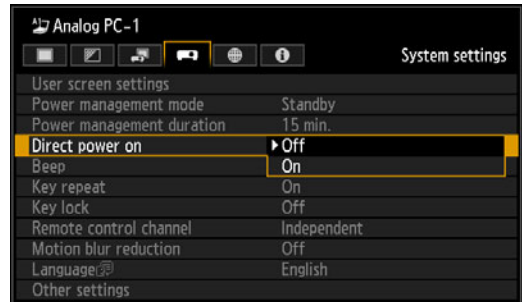 Analog PC-1
System settings
User screen settings
Power management mode Standby
Power management duration 15 min.
Direct power on Off
Beep On
Key repeat On
Key lock Off
Remote control channel Independent
Motion blur reduction Off
Language English
Other settings